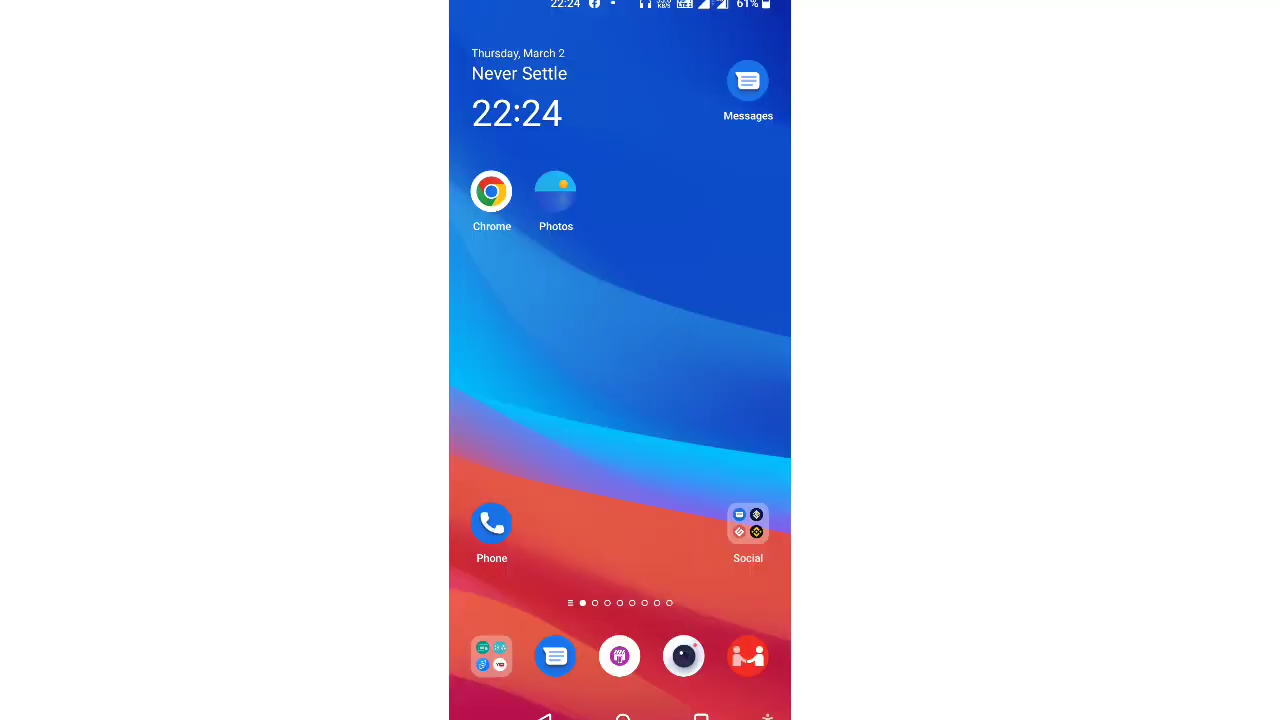 22:24
61%
Thursday, March 2
Never Settle
22:24
Messages
Chrome
Photos
Phone
Social